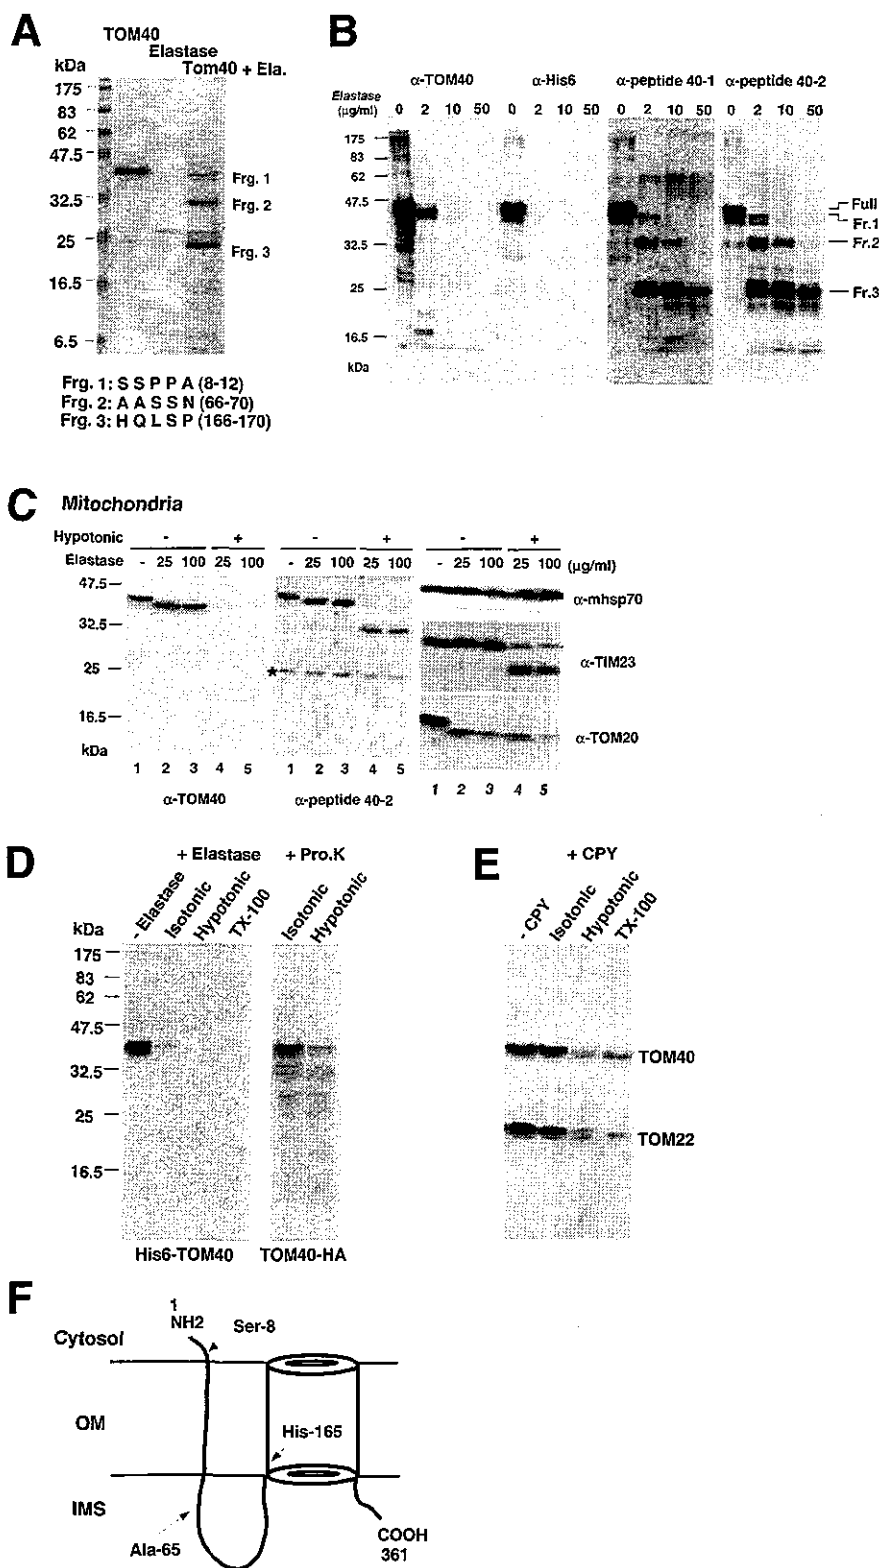 A
TOM40
Elastase
Tom40 + Ela.
kDa
175
83
62
47.5
32.5
25
16.5
6.5
Frg. 1
Frg. 2
Frg. 3
Frg. 1: S S P P A (8-12)
Frg. 2: A A S S N (66-70)
Frg. 3: H Q L S P (166-170)
B
α-TOM40 α-His6 α-peptide 40-1 α-peptide 40-2
Elastase (μg/ml)
0 2 10 50 0 2 10 50 0 2 10 50 0 2 10 50
175
83
62
47.5
32.5
25
16.5
kDa
Full
Fr.1
Fr.2
Fr.3
C Mitochondria
Hypotonic - + - + - +
Elastase - 25 100 25 100 - 25 100 25 100 - 25 100 25 100 (μg/ml)
47.5
32.5
25
16.5
kDa
*
α-mhsp70
α-TIM23
α-TOM20
1 2 3 4 5 1 2 3 4 5 1 2 3 4 5
α-TOM40 α-peptide 40-2
D
+ Elastase + Pro.K
- Elastase Isotonic Hypotonic TX-100 Isotonic Hypotonic
kDa
175
83
62
47.5
32.5
25
16.5
His6-TOM40 TOM40-HA
E
+ CPY
- CPY Isotonic Hypotonic TX-100
TOM40
TOM22
F
1
NH2
Ser-8
Cytosol
OM
His-165
IMS
Ala-65
COOH
361